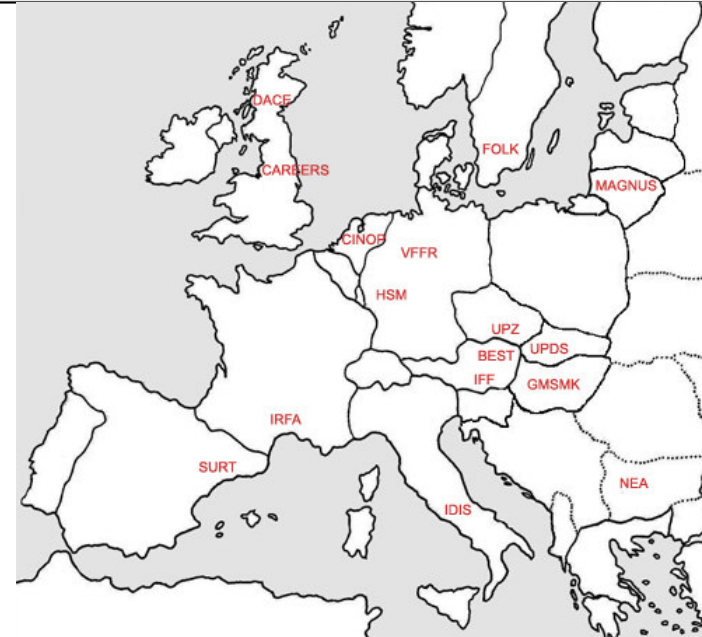 DACE
FOLK
CAREERS
MAGNUS
CINOP
VFFR
HSM
UPZ
UPDS
BEST
IFF
GMSMK
IRFA
SURT
NEA
IDIS